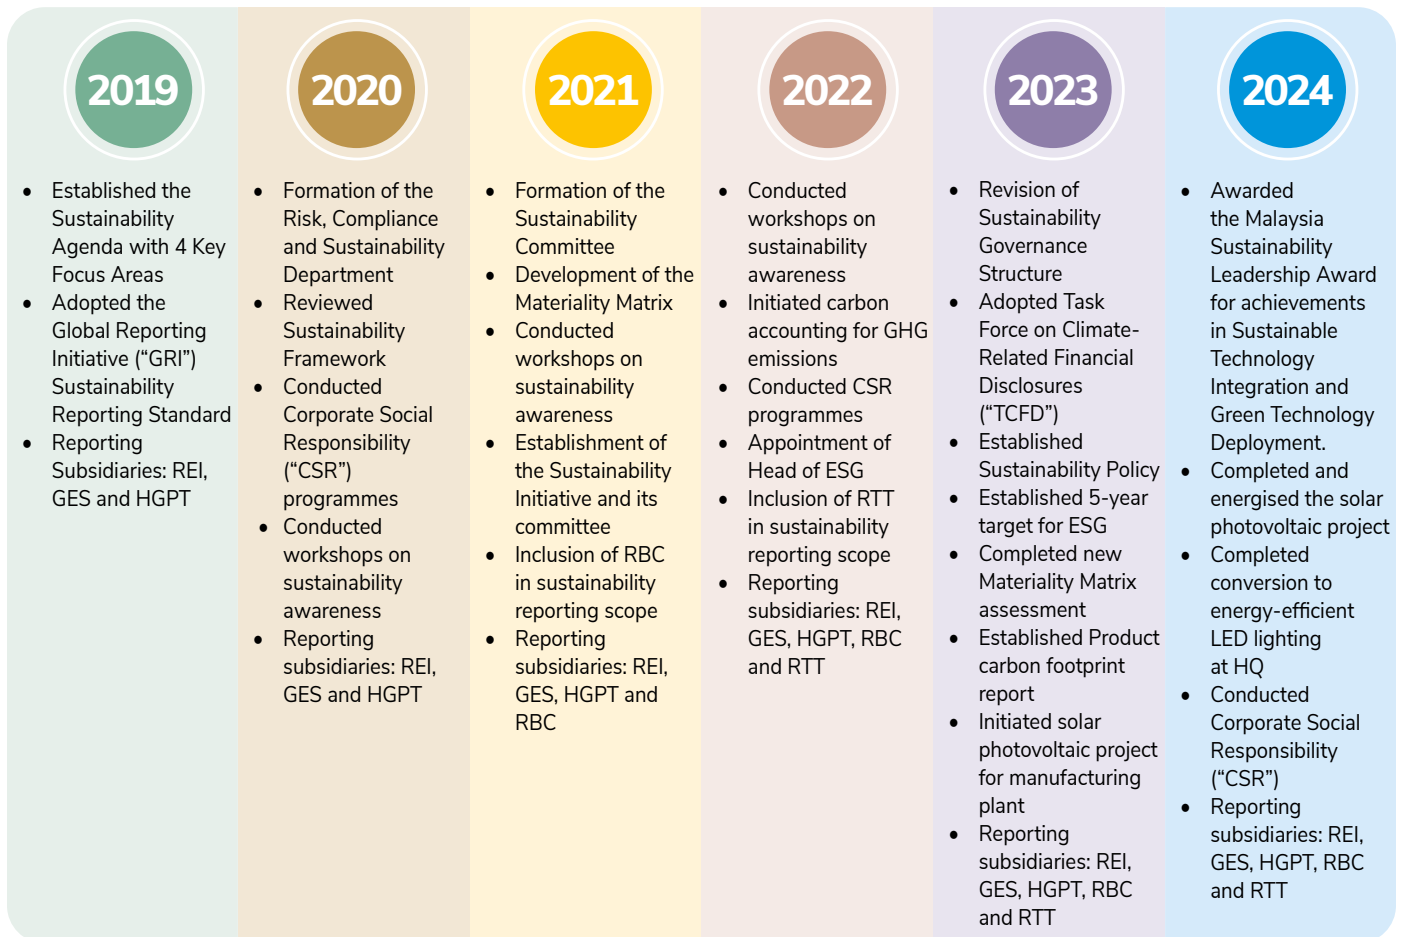 2019
• Established the
Sustainability
Agenda with 4 Key
Focus Areas
• Adopted the
Global Reporting
Initiative (“GRI”)
Sustainability
Reporting Standard
• Reporting
Subsidiaries: REI,
GES and HGPT
2020
• Formation of the
Risk, Compliance
and Sustainability
Department
• Reviewed
Sustainability
Framework
• Conducted
Corporate Social
Responsibility
(“CSR”)
programmes
• Conducted
workshops on
sustainability
awareness
• Reporting
subsidiaries: REI,
GES and HGPT
2021
• Formation of the
Sustainability
Committee
• Development of the
Materiality Matrix
• Conducted
workshops on
sustainability
awareness
• Establishment of
the Sustainability
Initiative and its
committee
• Inclusion of RBC
in sustainability
reporting scope
• Reporting
subsidiaries: REI,
GES, HGPT and
RBC
2022
• Conducted
workshops on
sustainability
awareness
• Initiated carbon
accounting for GHG
emissions
• Conducted CSR
programmes
• Appointment of
Head of ESG
• Inclusion of RTT
in sustainability
reporting scope
• Reporting
subsidiaries: REI,
GES, HGPT, RBC
and RTT
2023
• Revision of
Sustainability
Governance
Structure
• Adopted Task
Force on Climate-
Related Financial
Disclosures
(“TCFD”)
• Established
Sustainability Policy
• Established 5-year
target for ESG
• Completed new
Materiality Matrix
assessment
• Established Product
carbon footprint
report
• Initiated solar
photovoltaic project
for manufacturing
plant
• Reporting
subsidiaries: REI,
GES, HGPT, RBC
and RTT
2024
• Awarded
the Malaysia
Sustainability
Leadership Award
for achievements
in Sustainable
Technology
Integration and
Green Technology
Deployment.
• Completed and
energised the solar
photovoltaic project
• Completed
conversion to
energy-efficient
LED lighting
at HQ
• Conducted
Corporate Social
Responsibility
(“CSR”)
• Reporting
subsidiaries: REI,
GES, HGPT, RBC
and RTT